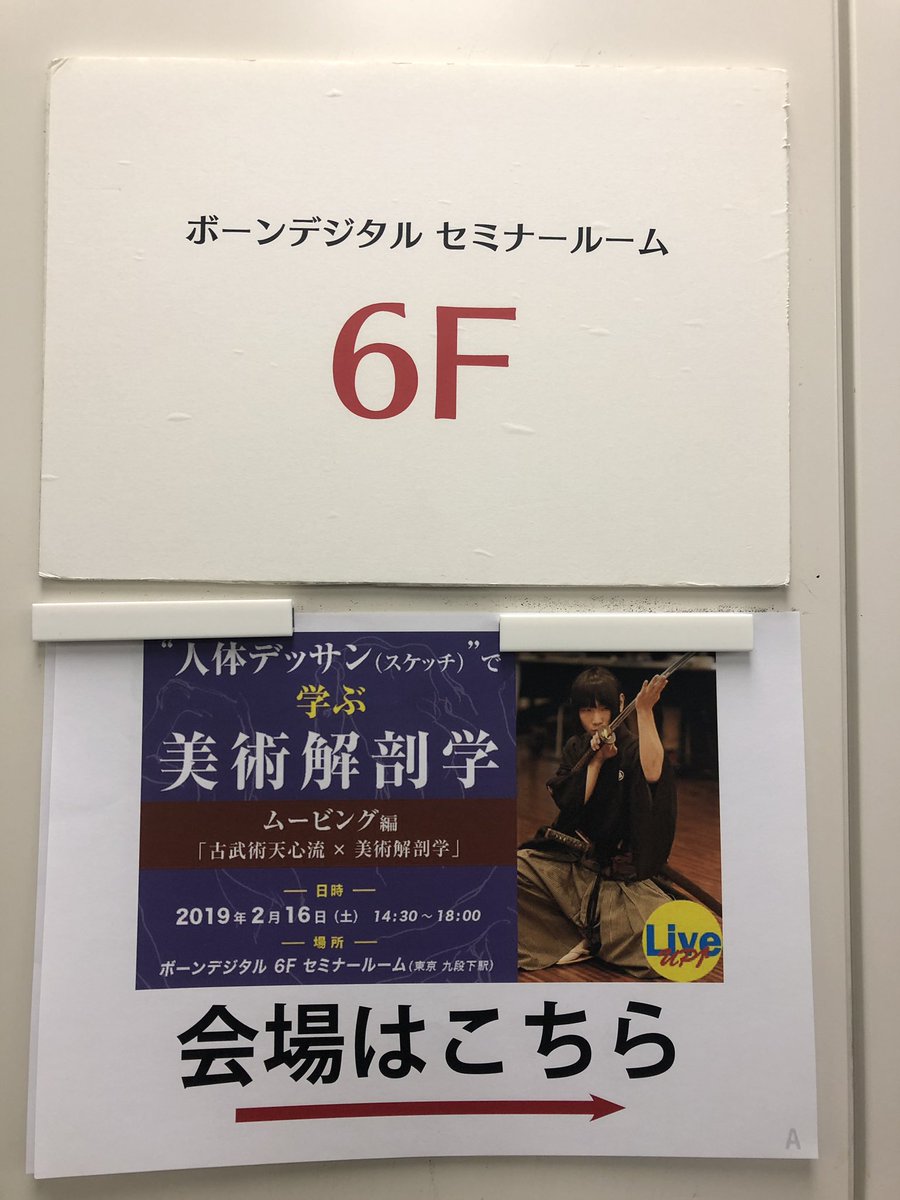 ボーンデジタル セミナールーム
6F
“人体デッサン（スケッチ）”で
学ぶ
美術解剖学
ムービング編
「古武術天心流 × 美術解剖学」
日時
2019年2月16日（土） 14:30～18:00
場所
ボーンデジタル 6F セミナールーム（東京 九段下駅）
Live
会場はこちら
A